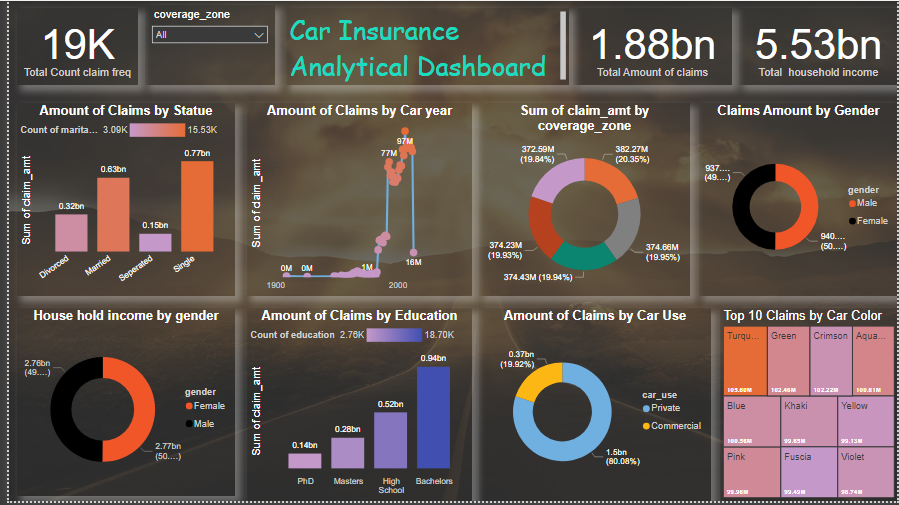 19K
Total Count claim freq
coverage_zone
All
Car Insurance
Analytical Dashboard
1.88bn
Total Amount of claims
5.53bn
Total household income
Amount of Claims by Statue
Count of marita... 3.09K 15.53K
Sum of claim_amt
0.32bn
0.63bn
0.15bn
0.77bn
Divorced
Married
Seperated
Single
Amount of Claims by Car year
Sum of claim_amt
0M
0M
1M
77M
97M
16M
1900
2000
Sum of claim_amt by
coverage_zone
372.59M
(19.84%)
382.27M
(20.35%)
374.23M
(19.93%)
374.66M
(19.95%)
374.43M (19.94%)
Claims Amount by Gender
937....
(49....)
940....
(50....)
gender
Male
Female
House hold income by gender
2.76bn
(49....)
2.77bn
(50....)
gender
Female
Male
Amount of Claims by Education
Count of education 2.76K 18.70K
Sum of claim_amt
0.14bn
0.28bn
0.52bn
0.94bn
PhD
Masters
High
School
Bachelors
Amount of Claims by Car Use
0.37bn
(19.92%)
1.5bn
(80.08%)
car_use
Private
Commercial
Top 10 Claims by Car Color
Turqu...
Green
Crimson
Aqua...
102.46M
102.22M
Blue
Khaki
Yellow
99.13M
Pink
Fuscia
Violet